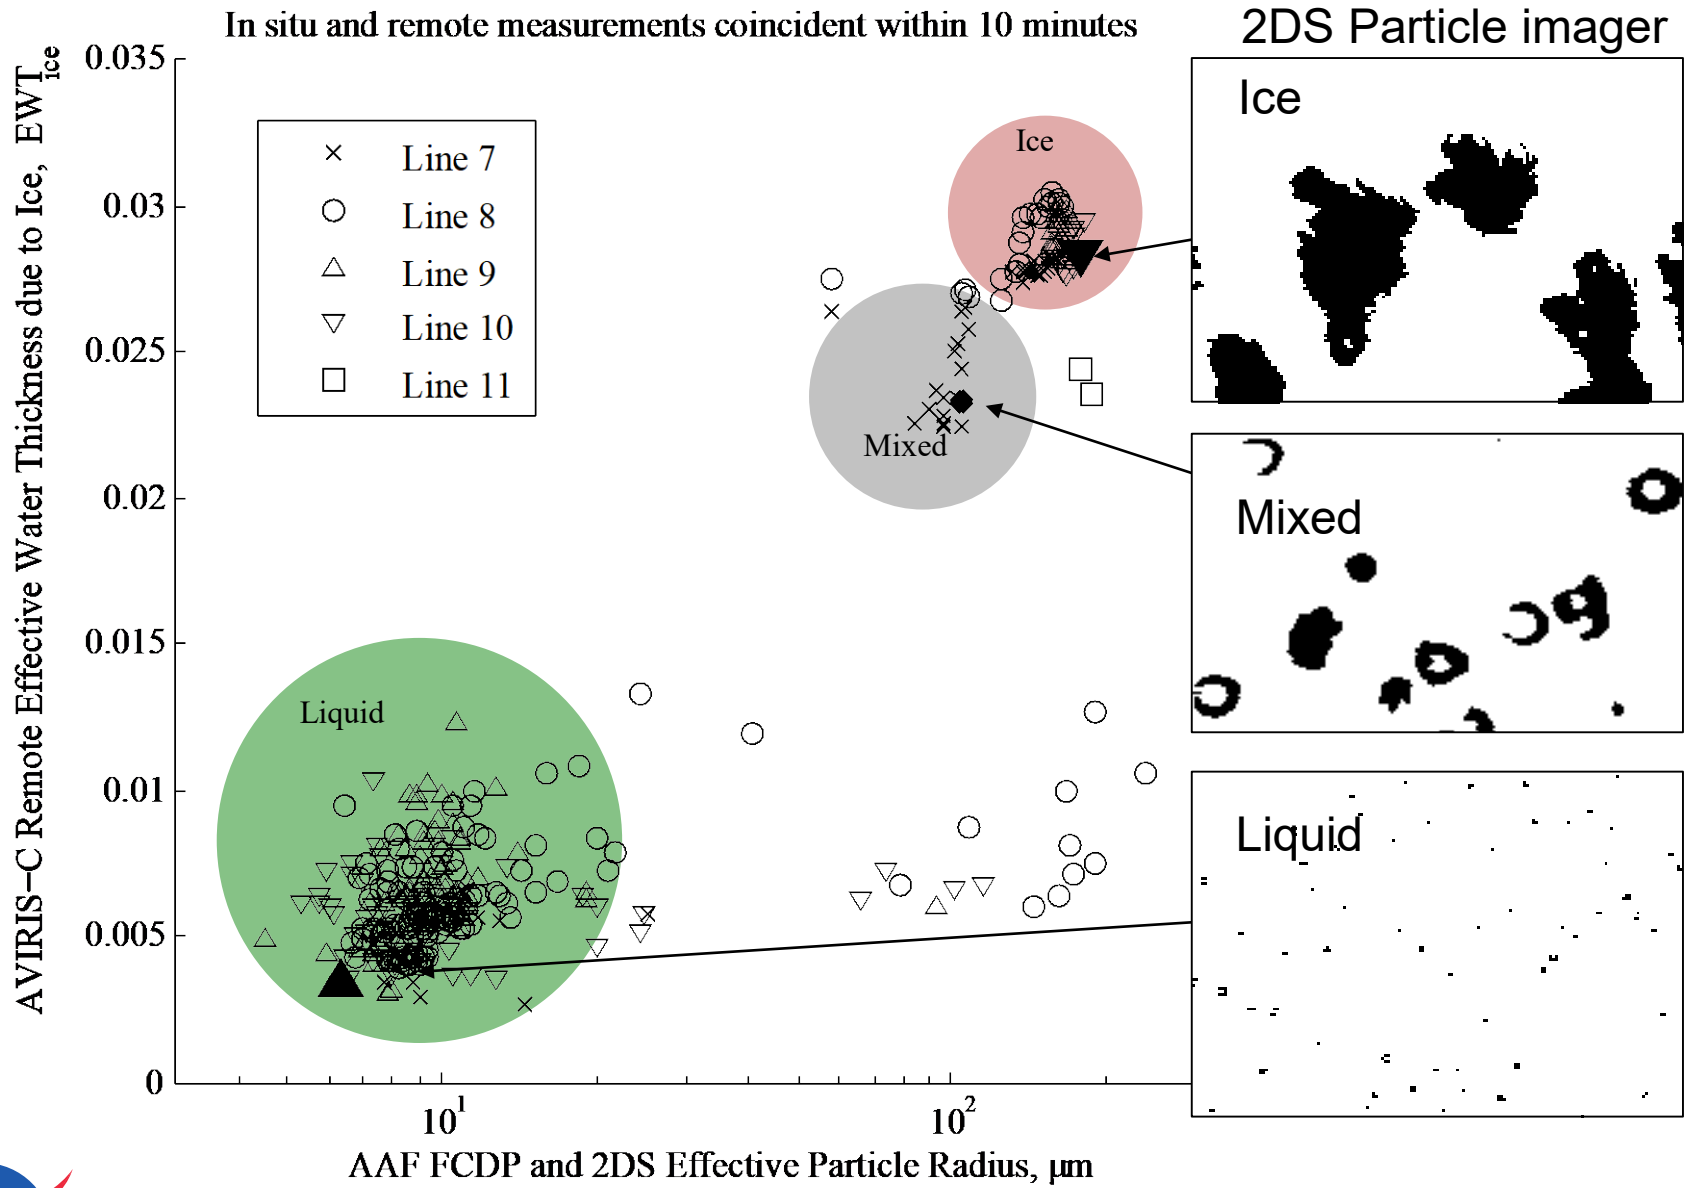 In situ and remote measurements coincident within 10 minutes
2DS Particle imager
AVIRIS−C Remote Effective Water Thickness due to Ice, EWTice
0.035
0.03
0.025
0.02
0.015
0.01
0.005
0
Line 7
Line 8
Line 9
Line 10
Line 11
Ice
Mixed
Liquid
Ice
Mixed
Liquid
10¹
10²
AAF FCDP and 2DS Effective Particle Radius, μm